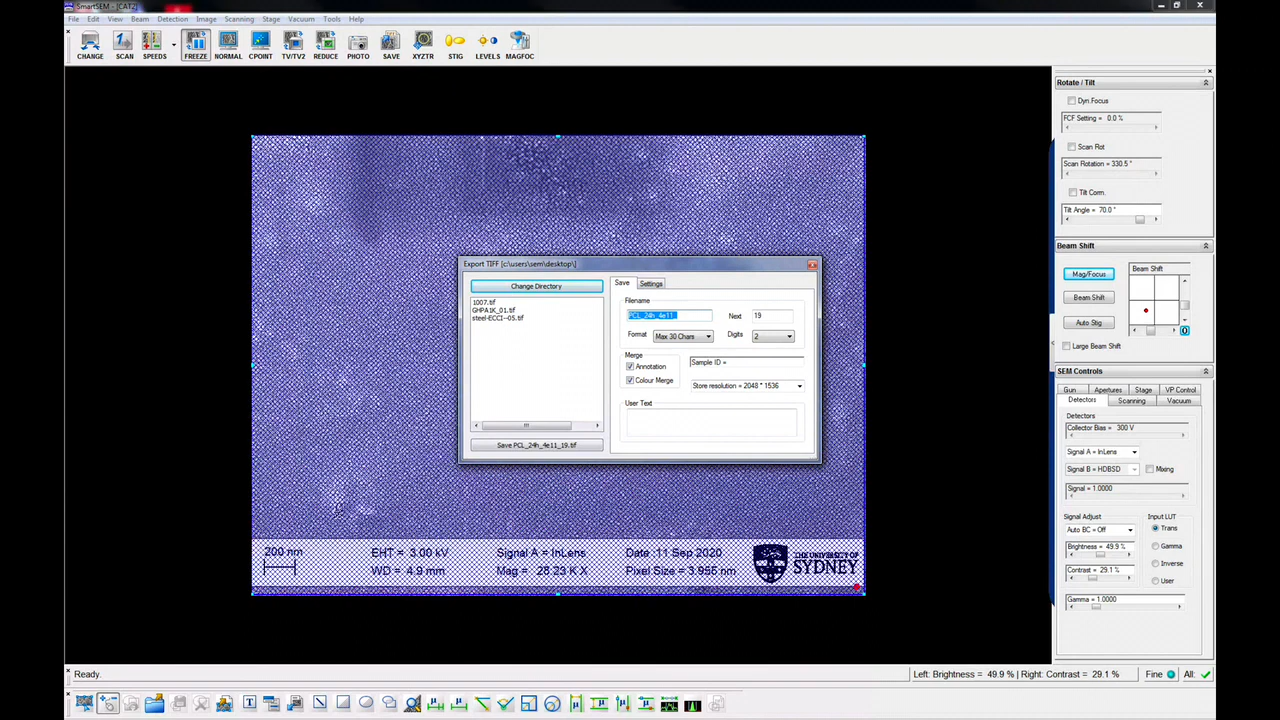 SmartSEM - [CAT2]
File Edit View Beam Detection Image Scanning Stage Vacuum Tools Help
CHANGE SCAN SPEEDS FREEZE NORMAL CPOINT TV/TV2 REDUCE PHOTO SAVE XYZTR STIG LEVELS MAGFOC
Rotate / Tilt
Dyn.Focus
FCF Setting = 0.0 %
Scan Rot
Scan Rotation = 330.5 °
Tilt Corrn.
Tilt Angle = 70.0 °
Beam Shift
Mag/Focus
Beam Shift
Beam Shift
Auto Stig
Large Beam Shift
SEM Controls
Gun Apertures Stage VP Control
Detectors Scanning Vacuum
Detectors
Collector Bias = 300 V
Signal A = InLens
Signal B = HDBSD
Mixing
Signal = 1.0000
Signal Adjust
Input LUT
Auto BC = Off
Trans
Brightness = 49.9 %
Gamma
Contrast = 29.1 %
Inverse
User
Gamma = 1.0000
Export TIFF [c:\users\sem\desktop\]
Change Directory
1007.tif
GHPA1K_01.tif
steel-ECCI--05.tif
Save PCL_24h_4e11_19.tif
Save Settings
Filename
PCL_24h_4e11_
Next 19
Format Max 30 Chars
Digits 2
Merge
Annotation
Colour Merge
Sample ID =
Store resolution = 2048 * 1536
User Text
200 nm
WD = 4.9 mm
Signal A = InLens
Mag = 28.23 K X
Date :11 Sep 2020
Pixel Size = 3.955 nm
THE UNIVERSITY OF
SYDNEY
Ready.
Left: Brightness = 49.9 % | Right: Contrast = 29.1 %
Fine
All: